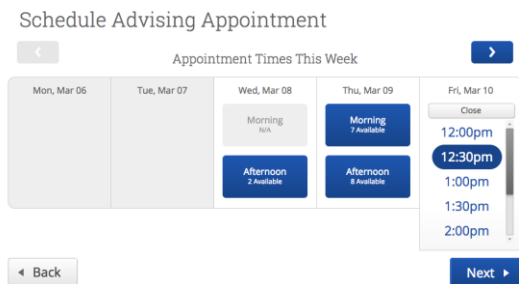 Schedule Advising Appointment
Appointment Times This Week
Mon, Mar 06
Tue, Mar 07
Wed, Mar 08
Morning
N/A
Afternoon
2 Available
Thu, Mar 09
Morning
7 Available
Afternoon
8 Available
Fri, Mar 10
Close
12:00pm
12:30pm
1:00pm
1:30pm
2:00pm
Back
Next